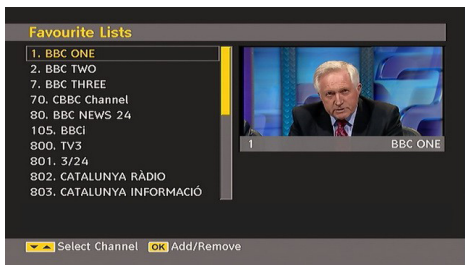 Favourite Lists
1. BBC ONE
2. BBC TWO
7. BBC THREE
70. CBBC Channel
80. BBC NEWS 24
105. BBCi
800. TV3
801. 3/24
802. CATALUNYA RÀDIO
803. CATALUNYA INFORMACIÓ
1 BBC ONE
Select Channel OK Add/Remove